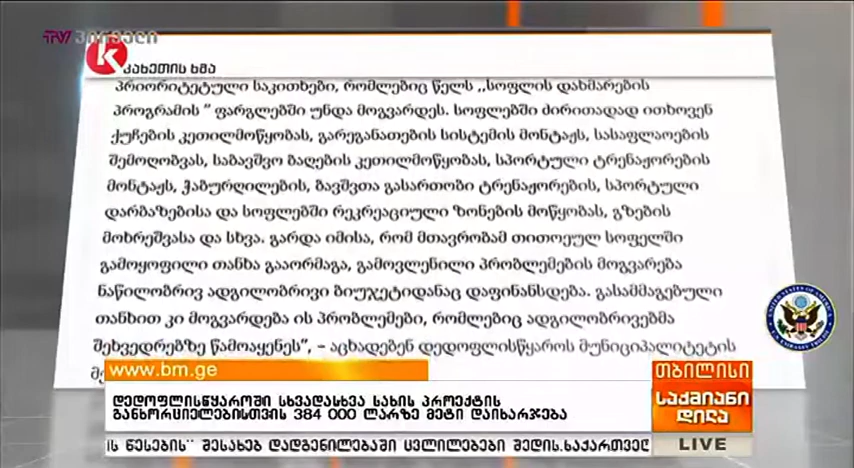 TV პირველი
კახეთის ხმა
პრიორიტეტული საკითხები, რომლებიც წელს ,,სოფლის დახმარების
პროგრამის ” ფარგლებში უნდა მოგვარდეს. სოფლებში ძირითადად ითხოვენ
ქუჩების კეთილმოწყობას, გარეგანათების სისტემის მონტაჟს, სასაფლაოების
შემოღობვას, საბავშვო ბაღების კეთილმოწყობას, სპორტული ტრენაჟორების
მონტაჟს, ჭაბურღილების, ბავშვთა გასართობი ტრენაჟორების, სპორტული
დარბაზებისა და სოფლებში რეკრეაციული ზონების მოწყობას, გზების
მოხრეშვასა და სხვა. გარდა იმისა, რომ მთავრობამ თითოეულ სოფელში
გამოყოფილი თანხა გააორმაგა, გამოვლენილი პრობლემების მოგვარება
ნაწილობრივ ადგილობრივი ბიუჯეტიდანაც დაფინანსდება. გასამმაგებული
თანხით კი მოგვარდება ის პრობლემები, რომლებიც ადგილობრივებმა
შეხვედრებზე წამოაყენეს”, – აცხადებენ დედოფლისწყაროს მუნიციპალიტეტის
www.bm.ge
დედოფლისწყაროში სხვადასხვა სახის პროექტის
განხორციელებისთვის 384 000 ლარზე მეტი დაიხარჯება
ის წესების" შესახებ დადგენილებაში ცვლილებები შედის.საქართველ
თბილისი
საქმიანი
დილა
LIVE